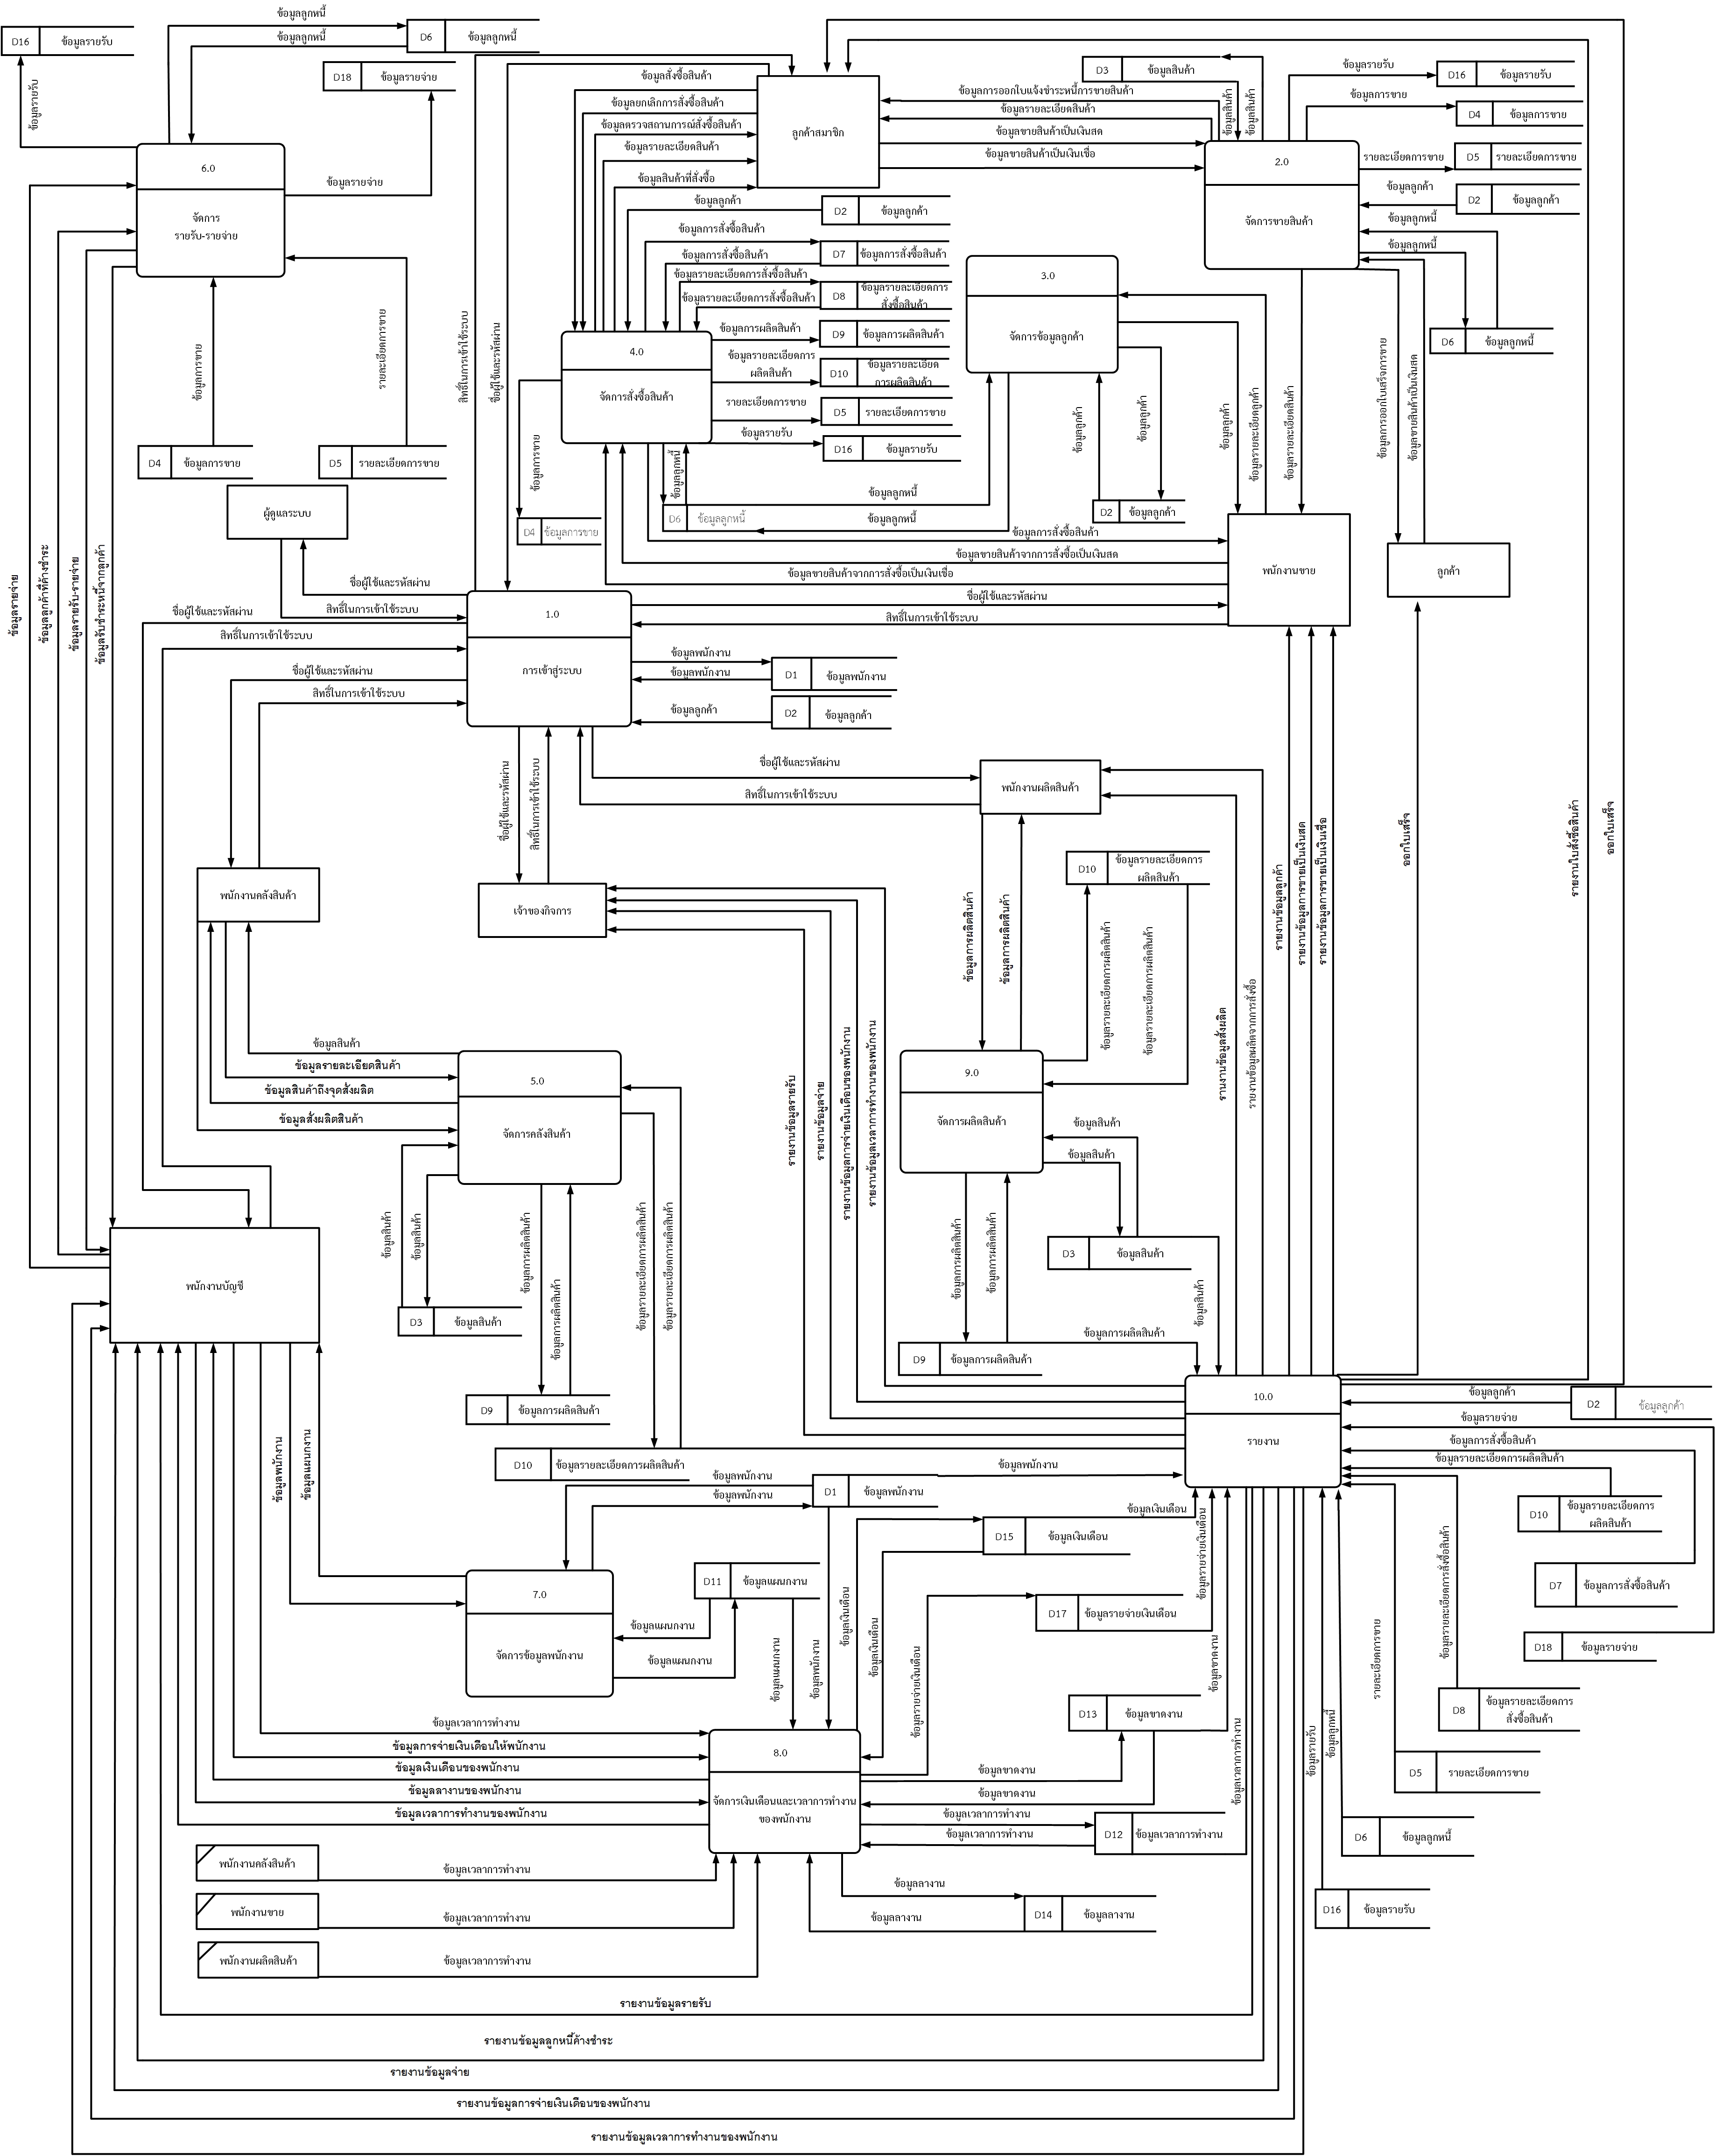 ข้อมูลลูกหนี้
D16 ข้อมูลรายรับ
ข้อมูลลูกหนี้
D6 ข้อมูลลูกหนี้
D18 ข้อมูลรายจ่าย
ข้อมูลรายรับ
6.0
จัดการ
รายรับ-รายจ่าย
ข้อมูลรายจ่าย
ข้อมูลการขาย
รายละเอียดการขาย
D4 ข้อมูลการขาย
D5 รายละเอียดการขาย
ข้อมูลสั่งซื้อสินค้า
ข้อมูลยกเลิกการสั่งซื้อสินค้า
ข้อมูลตรวจสถานการณ์สั่งซื้อสินค้า
ข้อมูลรายละเอียดสินค้า
ข้อมูลสินค้าที่สั่งซื้อ
ลูกค้าสมาชิก
ข้อมูลการออกใบแจ้งชำระหนี้การขายสินค้า
ข้อมูลรายละเอียดสินค้า
ข้อมูลขายสินค้าเป็นเงินสด
ข้อมูลขายสินค้าเป็นเงินเชื่อ
D3 ข้อมูลสินค้า
ข้อมูลสินค้า
ข้อมูลสินค้า
ข้อมูลรายรับ
D16 ข้อมูลรายรับ
ข้อมูลการขาย
D4 ข้อมูลการขาย
2.0
จัดการขายสินค้า
รายละเอียดการขาย
D5 รายละเอียดการขาย
ข้อมูลลูกค้า
D2 ข้อมูลลูกค้า
ข้อมูลลูกหนี้
ข้อมูลลูกหนี้
D6 ข้อมูลลูกหนี้
ข้อมูลลูกค้า
D2 ข้อมูลลูกค้า
ข้อมูลการสั่งซื้อสินค้า
ข้อมูลการสั่งซื้อสินค้า
D7 ข้อมูลการสั่งซื้อสินค้า
ข้อมูลรายละเอียดการสั่งซื้อสินค้า
ข้อมูลรายละเอียดการสั่งซื้อสินค้า
D8 ข้อมูลรายละเอียดการ
สั่งซื้อสินค้า
4.0
จัดการสั่งซื้อสินค้า
ข้อมูลการผลิตสินค้า
D9 ข้อมูลการผลิตสินค้า
ข้อมูลรายละเอียดการ
ผลิตสินค้า
D10 ข้อมูลรายละเอียด
การผลิตสินค้า
รายละเอียดการขาย
D5 รายละเอียดการขาย
ข้อมูลรายรับ
D16 ข้อมูลรายรับ
3.0
จัดการข้อมูลลูกค้า
ข้อมูลลูกค้า
ข้อมูลลูกค้า
D2 ข้อมูลลูกค้า
ข้อมูลลูกค้า
ข้อมูลรายละเอียดลูกค้า
ข้อมูลรายละเอียดสินค้า
ข้อมูลการออกใบเสร็จการขาย
ข้อมูลขายสินค้าเป็นเงินสด
สิทธิ์ในการเข้าใช้ระบบ
ชื่อผู้ใช้และรหัสผ่าน
ข้อมูลการขาย
D4 ข้อมูลการขาย
ข้อมูลลูกหนี้
D6 ข้อมูลลูกหนี้
ข้อมูลลูกหนี้
ข้อมูลลูกหนี้
ข้อมูลการสั่งซื้อสินค้า
ข้อมูลขายสินค้าจากการสั่งซื้อเป็นเงินสด
ข้อมูลขายสินค้าจากการสั่งซื้อเป็นเงินเชื่อ
พนักงานขาย
ลูกค้า
ผู้ดูแลระบบ
ชื่อผู้ใช้และรหัสผ่าน
สิทธิ์ในการเข้าใช้ระบบ
1.0
การเข้าสู่ระบบ
ชื่อผู้ใช้และรหัสผ่าน
สิทธิ์ในการเข้าใช้ระบบ
ชื่อผู้ใช้และรหัสผ่าน
สิทธิ์ในการเข้าใช้ระบบ
ชื่อผู้ใช้และรหัสผ่าน
สิทธิ์ในการเข้าใช้ระบบ
ข้อมูลพนักงาน
ข้อมูลพนักงาน
D1 ข้อมูลพนักงาน
ข้อมูลลูกค้า
D2 ข้อมูลลูกค้า
ข้อมูลรายจ่าย
ข้อมูลลูกค้าที่ค้างชำระ
ข้อมูลรายรับ-รายจ่าย
ข้อมูลรับชำระหนี้จากลูกค้า
ชื่อผู้ใช้และรหัสผ่าน
สิทธิ์ในการเข้าใช้ระบบ
ชื่อผู้ใช้และรหัสผ่าน
สิทธิ์ในการเข้าใช้ระบบ
พนักงานผลิตสินค้า
พนักงานคลังสินค้า
เจ้าของกิจการ
ข้อมูลการผลิตสินค้า
ข้อมูลการผลิตสินค้า
D10 ข้อมูลรายละเอียดการ
ผลิตสินค้า
ข้อมูลรายละเอียดการผลิตสินค้า
ข้อมูลรายละเอียดการผลิตสินค้า
รายงานข้อมูลสั่งผลิต
รายงานข้อมูลผลิตจากการสั่งซื้อ
รายงานข้อมูลลูกค้า
รายงานข้อมูลการขายเป็นเงินสด
รายงานข้อมูลการขายเป็นเงินเชื่อ
ออกใบเสร็จ
รายงานใบสั่งซื้อสินค้า
ออกใบเสร็จ
ข้อมูลสินค้า
ข้อมูลรายละเอียดสินค้า
ข้อมูลสินค้าถึงจุดสั่งผลิต
ข้อมูลสั่งผลิตสินค้า
5.0
จัดการคลังสินค้า
ข้อมูลสินค้า
ข้อมูลสินค้า
D3 ข้อมูลสินค้า
ข้อมูลการผลิตสินค้า
ข้อมูลการผลิตสินค้า
D9 ข้อมูลการผลิตสินค้า
ข้อมูลรายละเอียดการผลิตสินค้า
ข้อมูลรายละเอียดการผลิตสินค้า
D10 ข้อมูลรายละเอียดการผลิตสินค้า
รายงานข้อมูลรายรับ
รายงานข้อมูลจ่าย
รายงานข้อมูลการจ่ายเงินเดือนของพนักงาน
รายงานข้อมูลเวลาการทำงานของพนักงาน
9.0
จัดการผลิตสินค้า
ข้อมูลสินค้า
ข้อมูลสินค้า
D3 ข้อมูลสินค้า
ข้อมูลสินค้า
ข้อมูลการผลิตสินค้า
ข้อมูลการผลิตสินค้า
D9 ข้อมูลการผลิตสินค้า
ข้อมูลการผลิตสินค้า
พนักงานบัญชี
ข้อมูลพนักงาน
ข้อมูลแผนกงาน
10.0
รายงาน
ข้อมูลลูกค้า
D2 ข้อมูลลูกค้า
ข้อมูลรายจ่าย
ข้อมูลการสั่งซื้อสินค้า
ข้อมูลรายละเอียดการผลิตสินค้า
D10 ข้อมูลรายละเอียดการ
ผลิตสินค้า
D7 ข้อมูลการสั่งซื้อสินค้า
D18 ข้อมูลรายจ่าย
ข้อมูลรายละเอียดการสั่งซื้อสินค้า
D8 ข้อมูลรายละเอียดการ
สั่งซื้อสินค้า
รายละเอียดการขาย
D5 รายละเอียดการขาย
ข้อมูลลูกหนี้
D6 ข้อมูลลูกหนี้
ข้อมูลรายรับ
D16 ข้อมูลรายรับ
ข้อมูลพนักงาน
ข้อมูลพนักงาน
D1 ข้อมูลพนักงาน
ข้อมูลพนักงาน
7.0
จัดการข้อมูลพนักงาน
D11 ข้อมูลแผนกงาน
ข้อมูลแผนกงาน
ข้อมูลแผนกงาน
ข้อมูลแผนกงาน
ข้อมูลพนักงาน
ข้อมูลเงินเดือน
ข้อมูลเงินเดือน
D15 ข้อมูลเงินเดือน
ข้อมูลเงินเดือน
ข้อมูลรายจ่ายเงินเดือน
D17 ข้อมูลรายจ่ายเงินเดือน
ข้อมูลรายจ่ายเงินเดือน
D13 ข้อมูลขาดงาน
ข้อมูลขาดงาน
ข้อมูลขาดงาน
ข้อมูลขาดงาน
ข้อมูลเวลาการทำงาน
ข้อมูลเวลาการทำงาน
D12 ข้อมูลเวลาการทำงาน
ข้อมูลเวลาการทำงาน
ข้อมูลเวลาการทำงาน
ข้อมูลการจ่ายเงินเดือนให้พนักงาน
ข้อมูลเงินเดือนของพนักงาน
ข้อมูลลางานของพนักงาน
ข้อมูลเวลาการทำงานของพนักงาน
8.0
จัดการเงินเดือนและเวลาการทำงาน
ของพนักงาน
พนักงานคลังสินค้า
ข้อมูลเวลาการทำงาน
พนักงานขาย
ข้อมูลเวลาการทำงาน
พนักงานผลิตสินค้า
ข้อมูลเวลาการทำงาน
ข้อมูลลางาน
ข้อมูลลางาน
D14 ข้อมูลลางาน
รายงานข้อมูลรายรับ
รายงานข้อมูลลูกหนี้ค้างชำระ
รายงานข้อมูลจ่าย
รายงานข้อมูลการจ่ายเงินเดือนของพนักงาน
รายงานข้อมูลเวลาการทำงานของพนักงาน